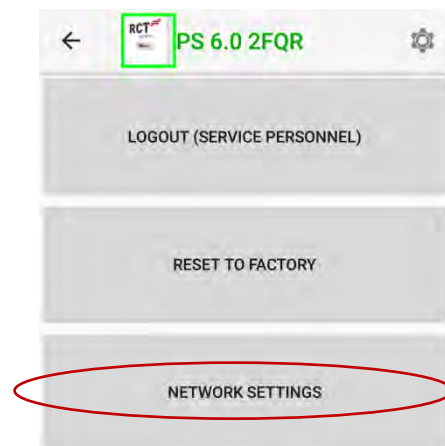 RCT
PS 6.0 2FQR
LOGOUT (SERVICE PERSONNEL)
RESET TO FACTORY
NETWORK SETTINGS